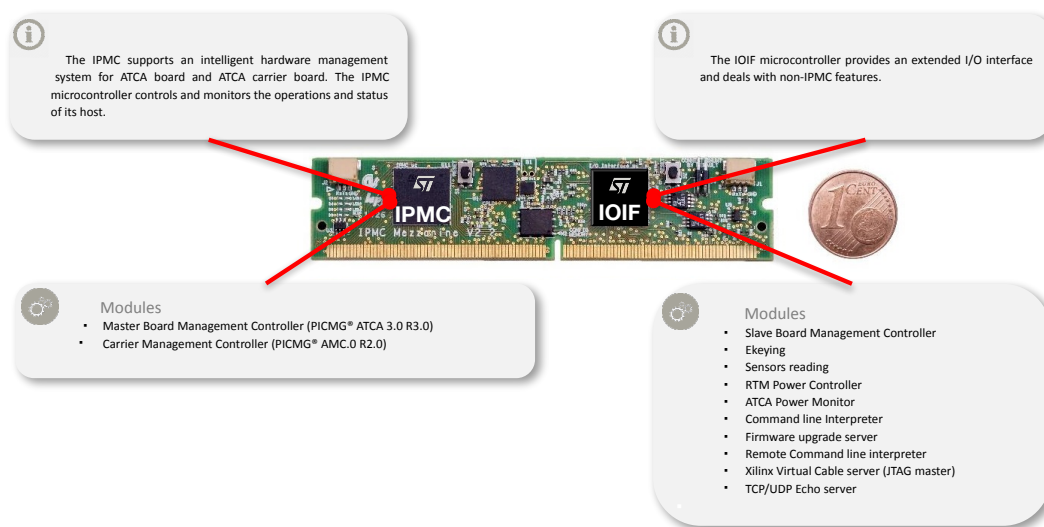 The IPMC supports an intelligent hardware management
system for ATCA board and ATCA carrier board. The IPMC
microcontroller controls and monitors the operations and status
of its host.
The IOIF microcontroller provides an extended I/O interface
and deals with non-IPMC features.
IPMC
IOIF
IPMC Mezzanine V2.2
1
EURO
CENT
Modules
▪ Master Board Management Controller (PICMG® ATCA 3.0 R3.0)
▪ Carrier Management Controller (PICMG® AMC.0 R2.0)
Modules
▪ Slave Board Management Controller
▪ Ekeying
▪ Sensors reading
▪ RTM Power Controller
▪ ATCA Power Monitor
▪ Command line Interpreter
▪ Firmware upgrade server
▪ Remote Command line interpreter
▪ Xilinx Virtual Cable server (JTAG master)
▪ TCP/UDP Echo server